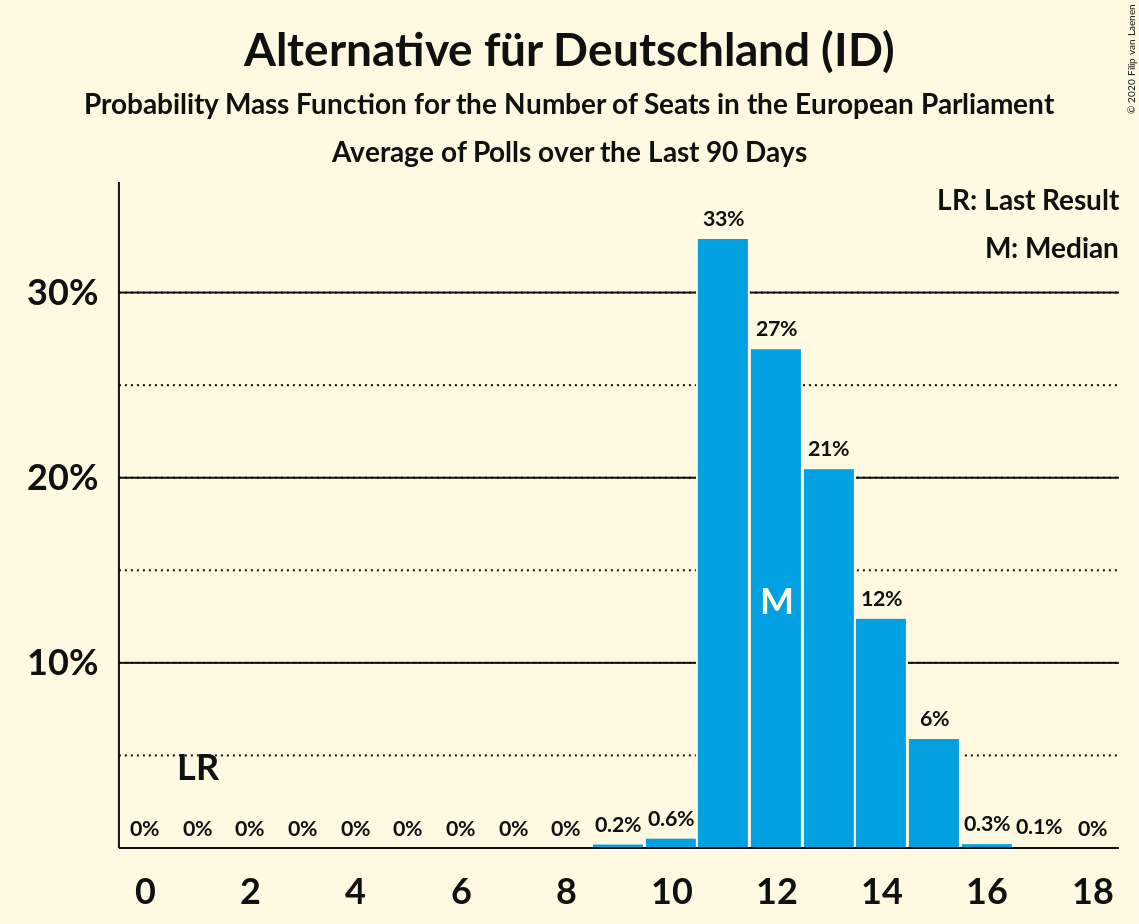 Alternative für Deutschland (ID)
Probability Mass Function for the Number of Seats in the European Parliament
Average of Polls over the Last 90 Days
© 2020 Filip van Laenen
LR: Last Result
M: Median
33%
30%
27%
21%
20%
M
12%
10%
6%
LR
0% 0% 0% 0% 0% 0% 0% 0% 0% 0.2% 0.6% 0.3% 0.1% 0%
0 2 4 6 8 10 12 14 16 18